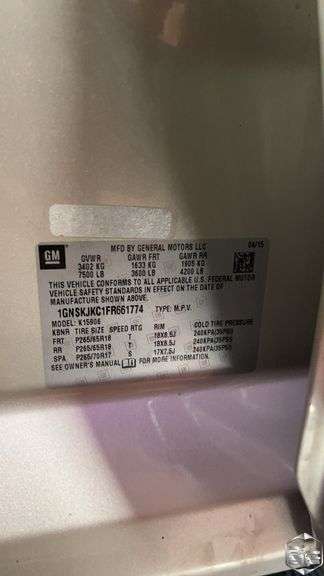 GM
MFD BY GENERAL MOTORS LLC
04/15
GVWR GAWR FRT GAWR RR
3402 KG 1633 KG 1905 KG
7500 LB 3600 LB 4200 LB
THIS VEHICLE CONFORMS TO ALL APPLICABLE U.S. FEDERAL MOTOR
VEHICLE SAFETY STANDARDS IN EFFECT ON THE DATE OF
MANUFACTURE SHOWN ABOVE.
1GNSKJKC1FR661774 TYPE: M.P.V.
MODEL: K15906
KBNR TIRE SIZE SPEED RTG RIM COLD TIRE PRESSURE
FRT P265/65R18 T 18X8.5J 240KPA/35PSI
RR P265/65R18 T 18X8.5J 240KPA/35PSI
SPA P265/70R17 S 17X7.5J 240KPA/35PSI
SEE OWNER'S MANUAL FOR MORE INFORMATION.